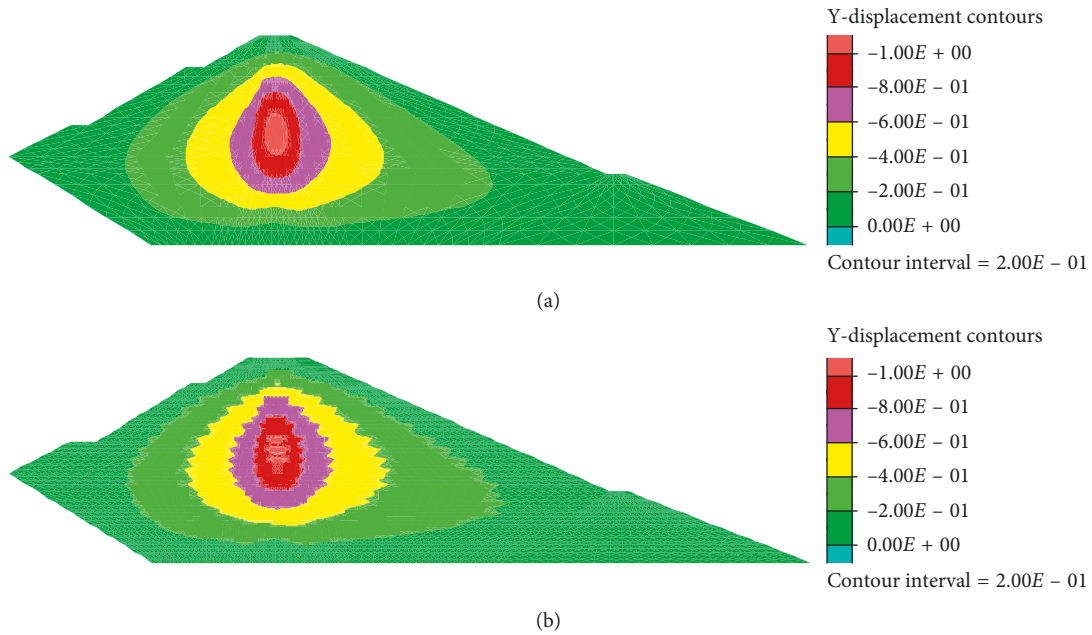 Y-displacement contours
–1.00E + 00
–8.00E – 01
–6.00E – 01
–4.00E – 01
–2.00E – 01
0.00E + 00
Contour interval = 2.00E – 01
(a)
Y-displacement contours
–1.00E + 00
–8.00E – 01
–6.00E – 01
–4.00E – 01
–2.00E – 01
0.00E + 00
Contour interval = 2.00E – 01
(b)